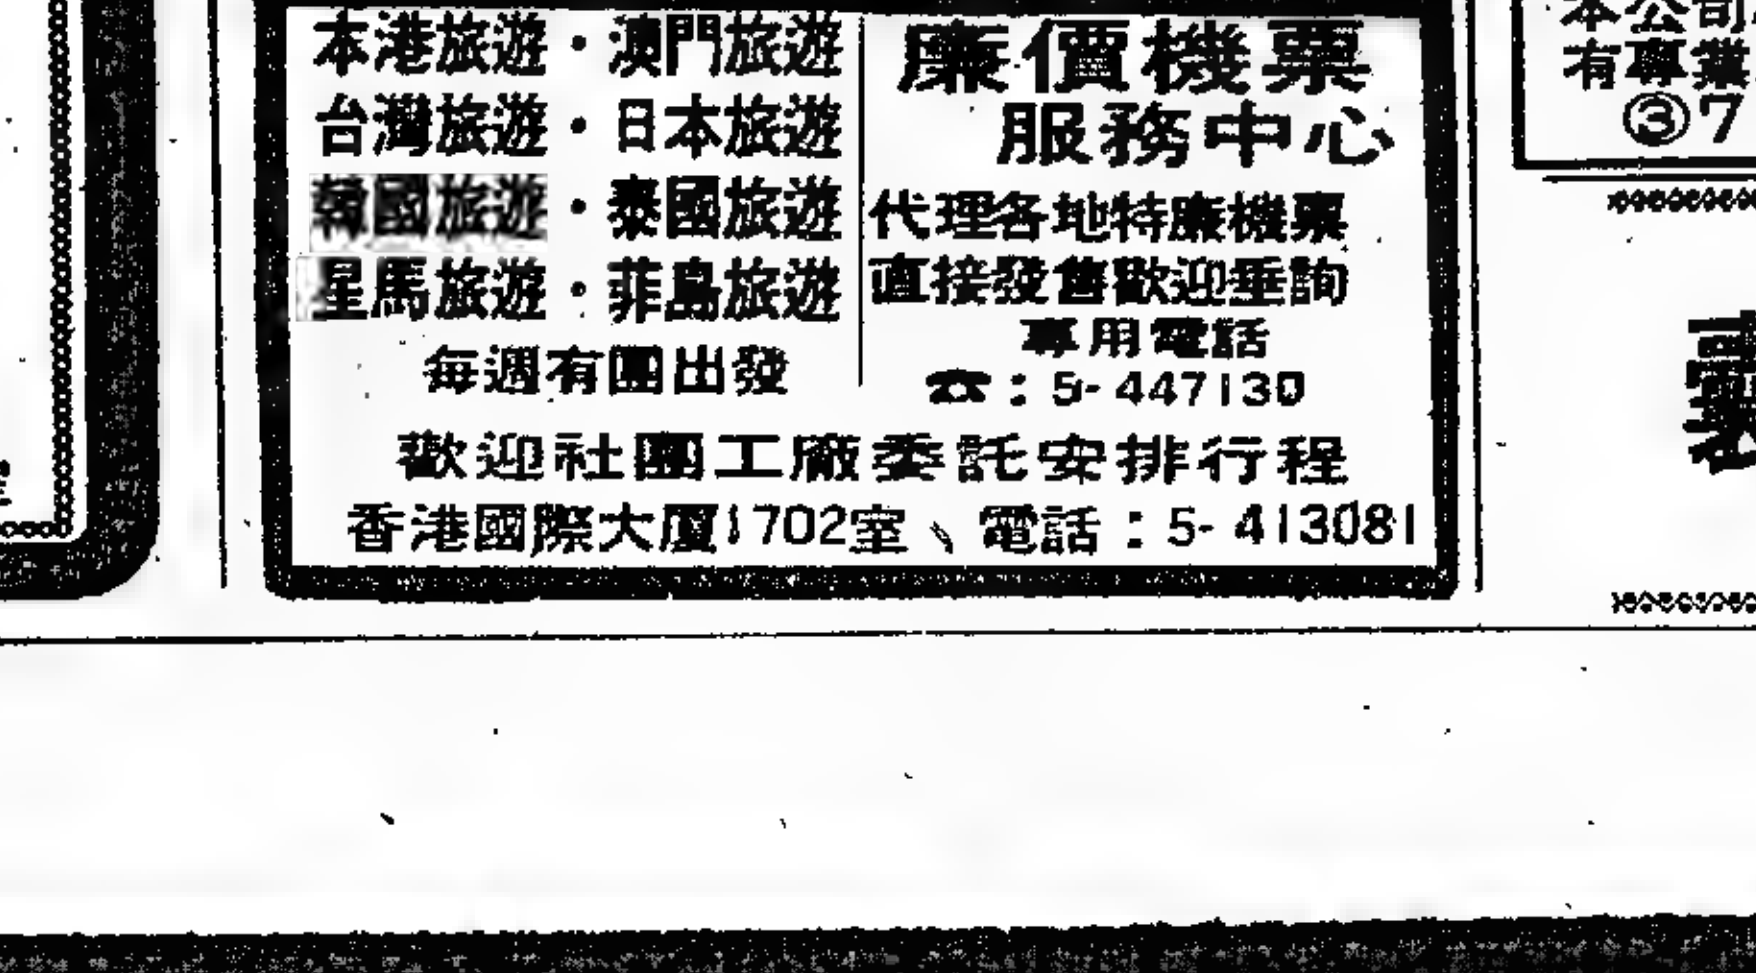 本港旅遊・澳門旅遊
台灣旅遊・日本旅遊
韓國旅遊・泰國旅遊
星馬旅遊・菲島旅遊
每週有團出發
廉價機票
服務中心
代理各地特廉機票
直接發售歡迎垂詢
專用電話
☎：5-447130
歡迎社團工廠委託安排行程
香港國際大廈1702室、電話：5-413081
本公司
有專業
③7